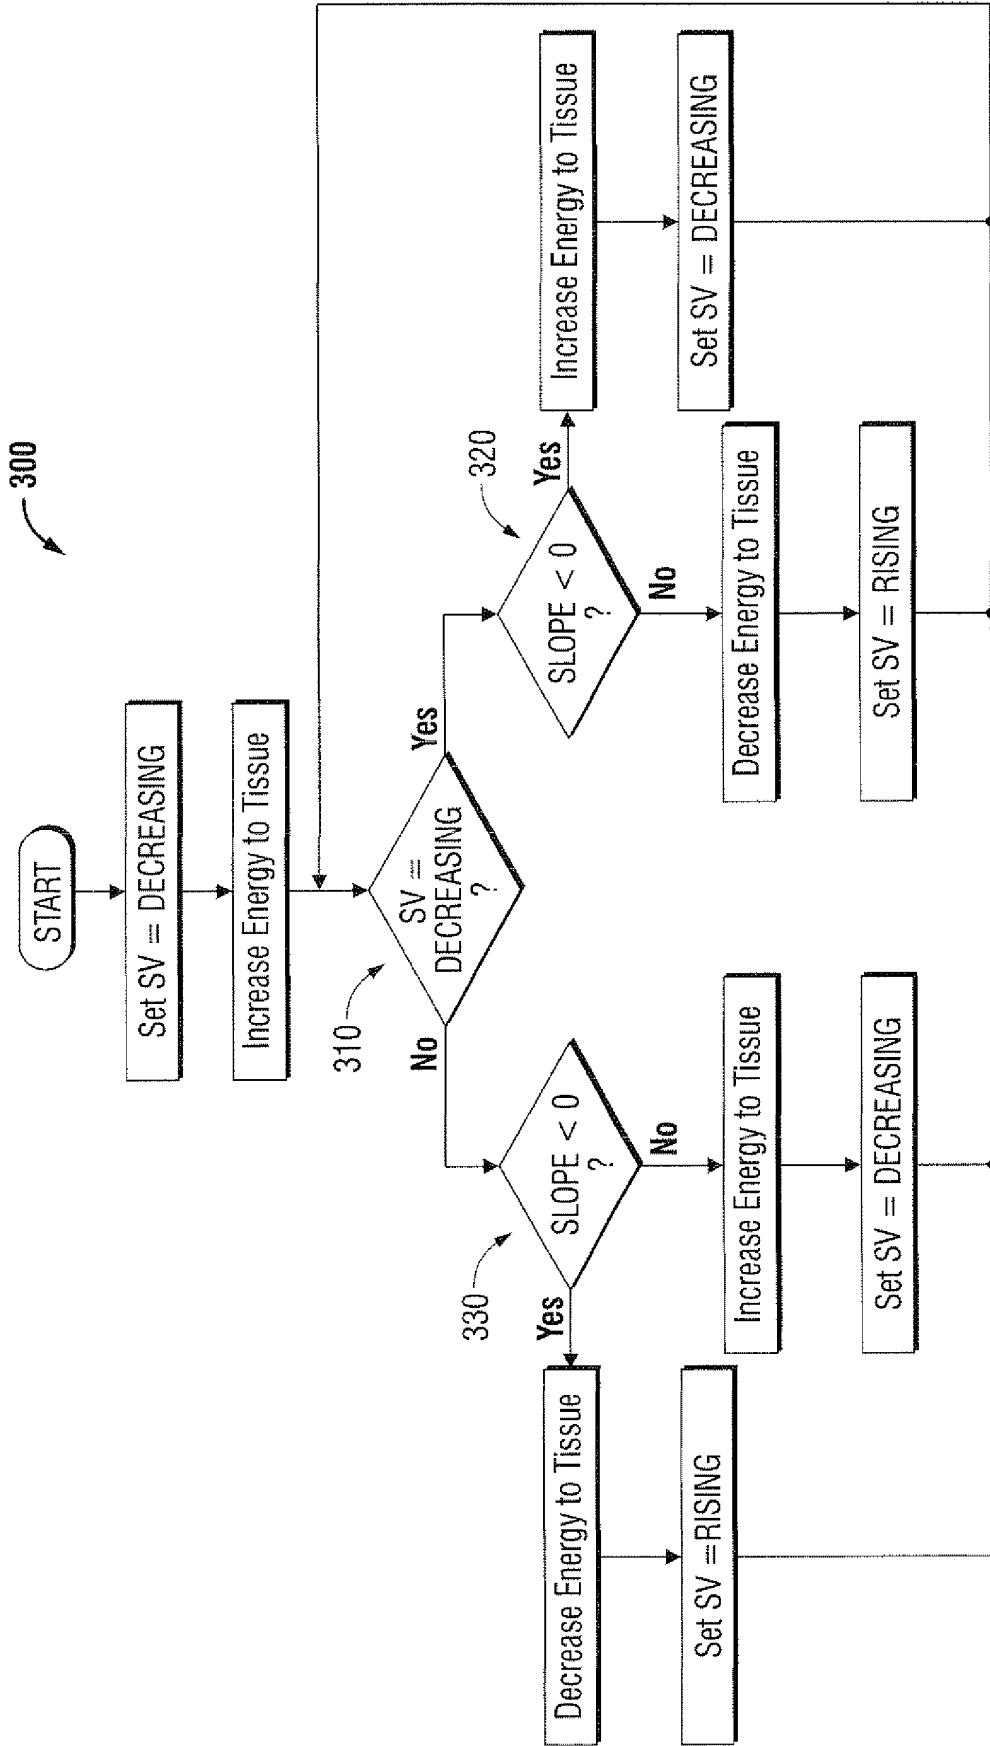 300
START
Set SV = DECREASING
Increase Energy to Tissue
310
SV =
DECREASING
?
No
Yes
330
SLOPE < 0
?
Yes
No
320
SLOPE < 0
?
Yes
No
Decrease Energy to Tissue
Set SV =RISING
Increase Energy to Tissue
Set SV = DECREASING
Decrease Energy to Tissue
Set SV = RISING
Increase Energy to Tissue
Set SV = DECREASING